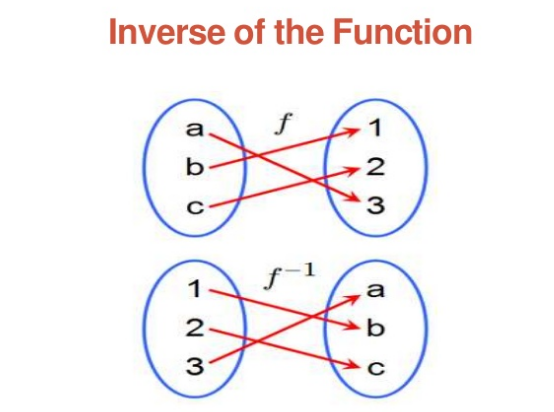 Inverse of the Function
f
a 1
b 2
c 3
f⁻¹
1 a
2 b
3 c